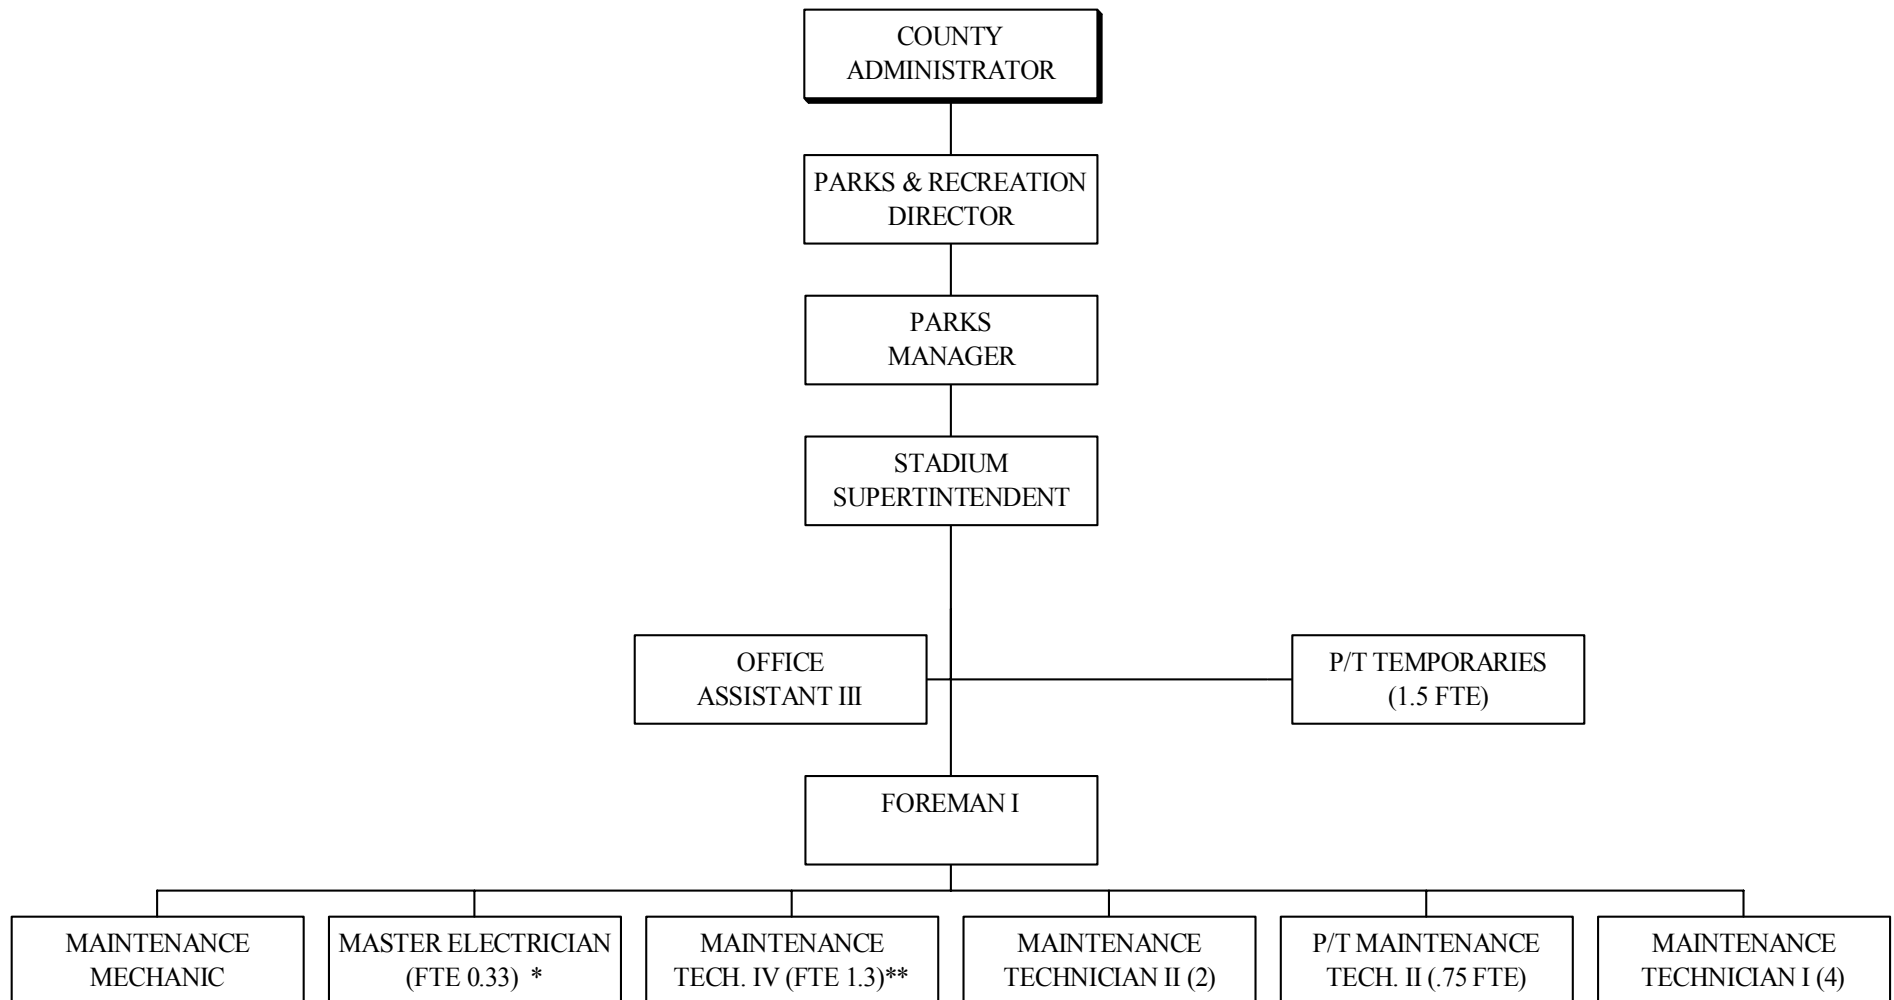 COUNTY
ADMINISTRATOR
PARKS & RECREATION
DIRECTOR
PARKS
MANAGER
STADIUM
SUPERTINTENDENT
OFFICE
ASSISTANT III
P/T TEMPORARIES
(1.5 FTE)
FOREMAN I
MAINTENANCE
MECHANIC
MASTER ELECTRICIAN
(FTE 0.33) *
MAINTENANCE
TECH. IV (FTE 1.3)**
MAINTENANCE
TECHNICIAN II (2)
P/T MAINTENANCE
TECH. II (.75 FTE)
MAINTENANCE
TECHNICIAN I (4)